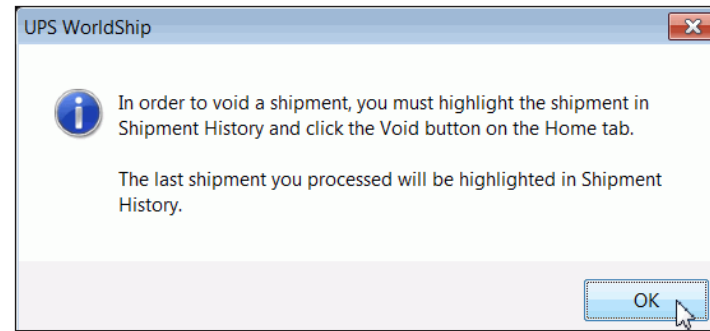 UPS WorldShip
In order to void a shipment, you must highlight the shipment in
Shipment History and click the Void button on the Home tab.
The last shipment you processed will be highlighted in Shipment
History.
OK